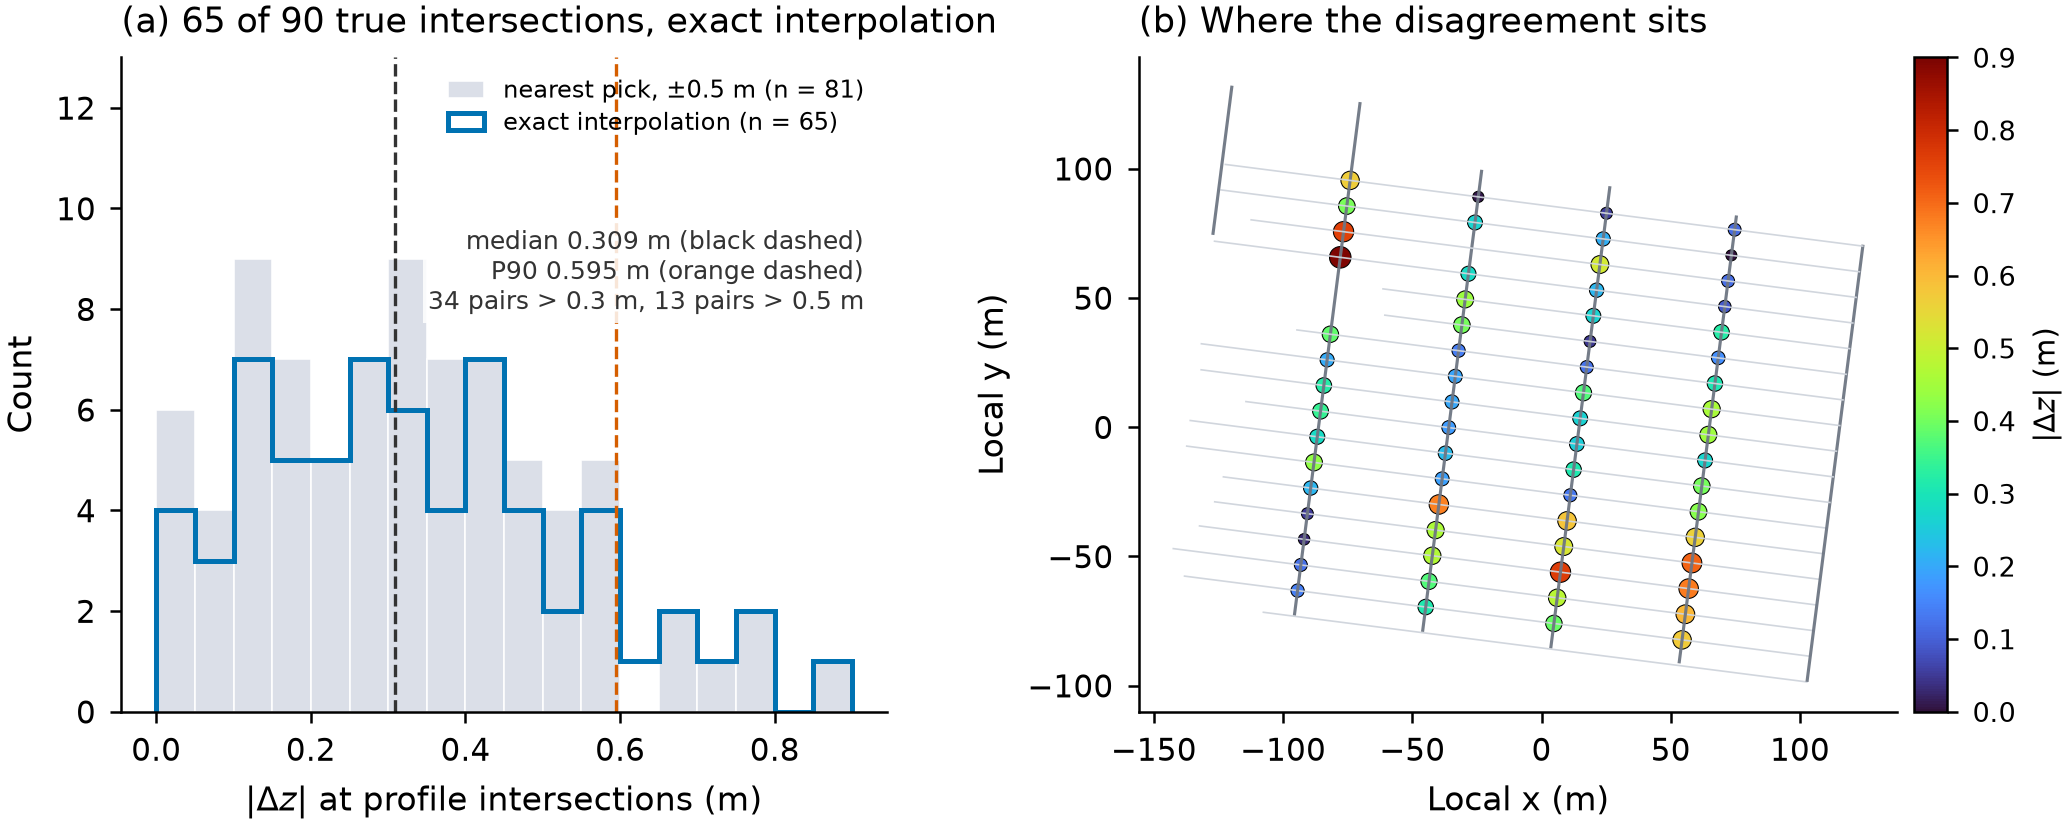 (a) 65 of 90 true intersections, exact interpolation
nearest pick, ±0.5 m (n = 81)
exact interpolation (n = 65)
median 0.309 m (black dashed)
P90 0.595 m (orange dashed)
34 pairs > 0.3 m, 13 pairs > 0.5 m
Count
12
10
8
6
4
2
0
0.0 0.2 0.4 0.6 0.8
|Δz| at profile intersections (m)
(b) Where the disagreement sits
Local y (m)
100
50
0
−50
−100
−150 −100 −50 0 50 100
Local x (m)
0.9
0.8
0.7
0.6
0.5
0.4
0.3
0.2
0.1
0.0
|Δz| (m)